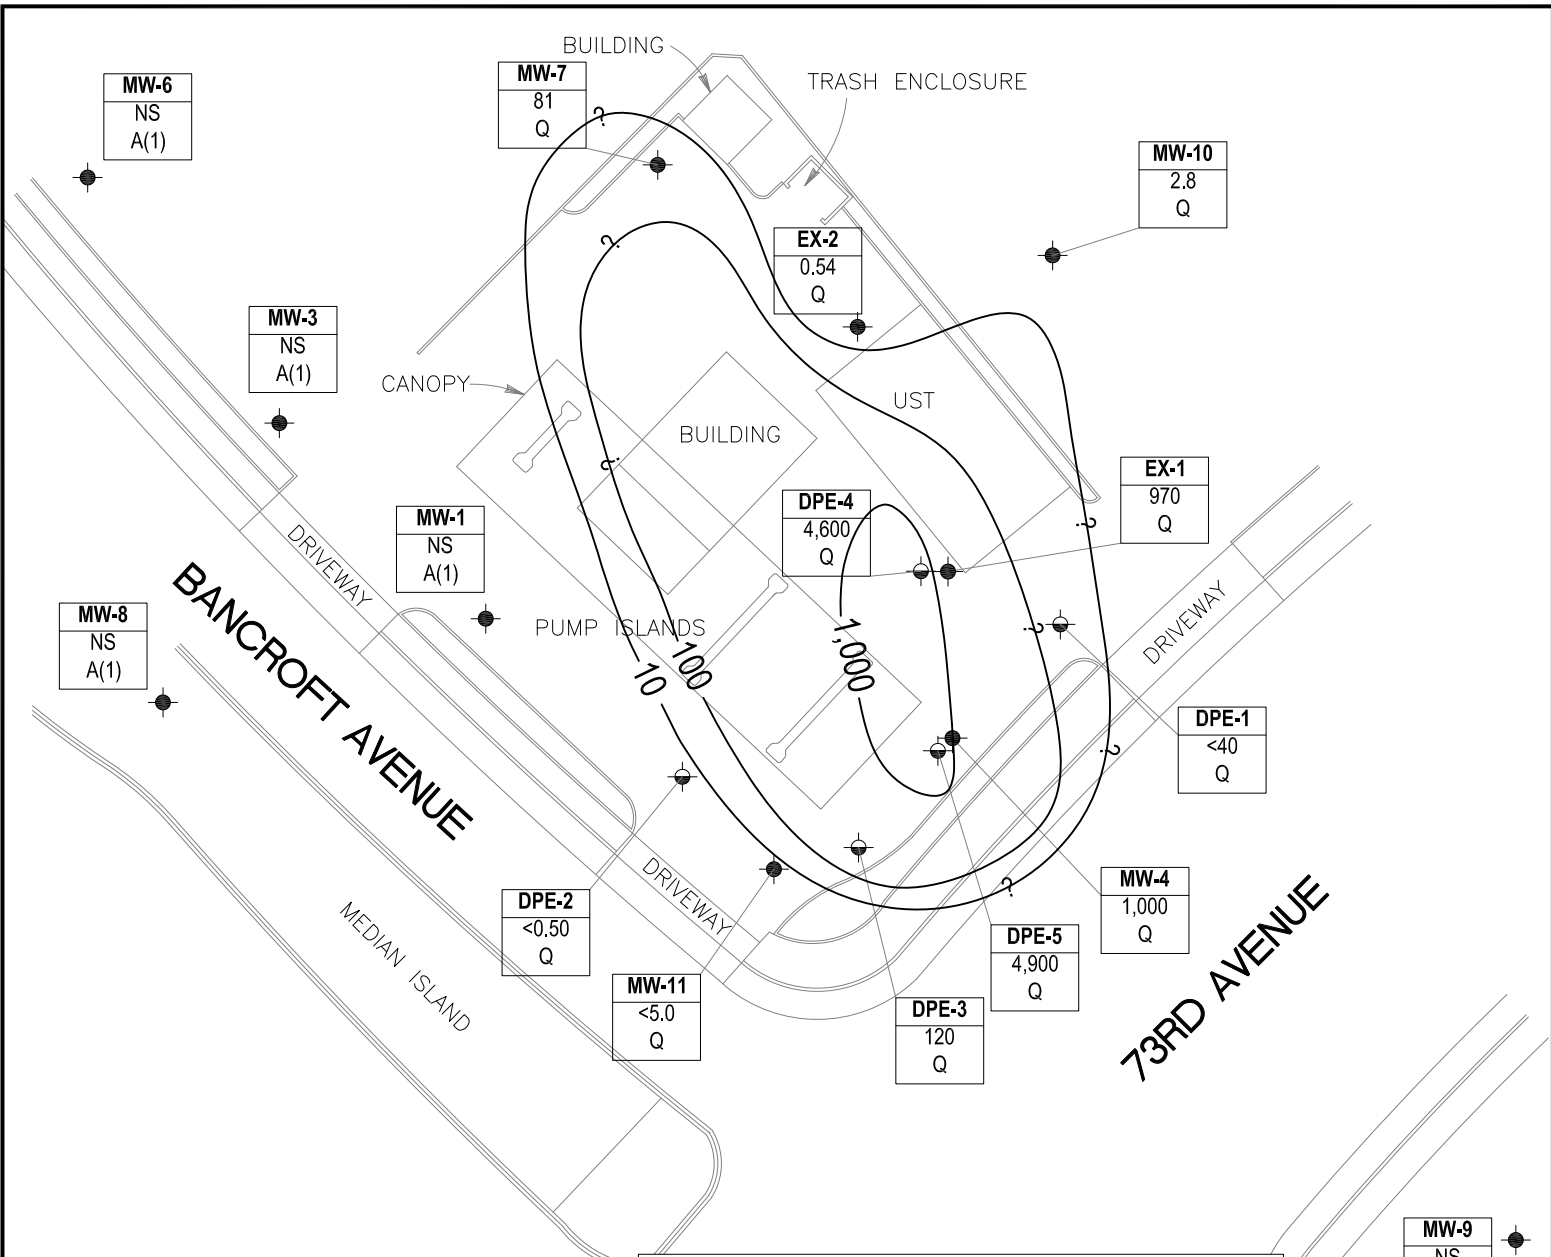 BUILDING
TRASH ENCLOSURE
MW-6
NS
A(1)
MW-7
81
Q
?
MW-10
2.8
Q
?
EX-2
0.54
Q
MW-3
NS
A(1)
CANOPY
UST
BUILDING
?
EX-1
970
Q
DPE-4
4,600
Q
?
MW-1
NS
A(1)
DRIVEWAY
DRIVEWAY
BANCROFT AVENUE
MW-8
NS
A(1)
PUMP ISLANDS
10
100
1,000
?
?
DPE-1
<40
Q
DRIVEWAY
DPE-2
<0.50
Q
?
MW-4
1,000
Q
MEDIAN ISLAND
DPE-5
4,900
Q
MW-11
<5.0
Q
DPE-3
120
Q
73RD AVENUE
MW-9
NS